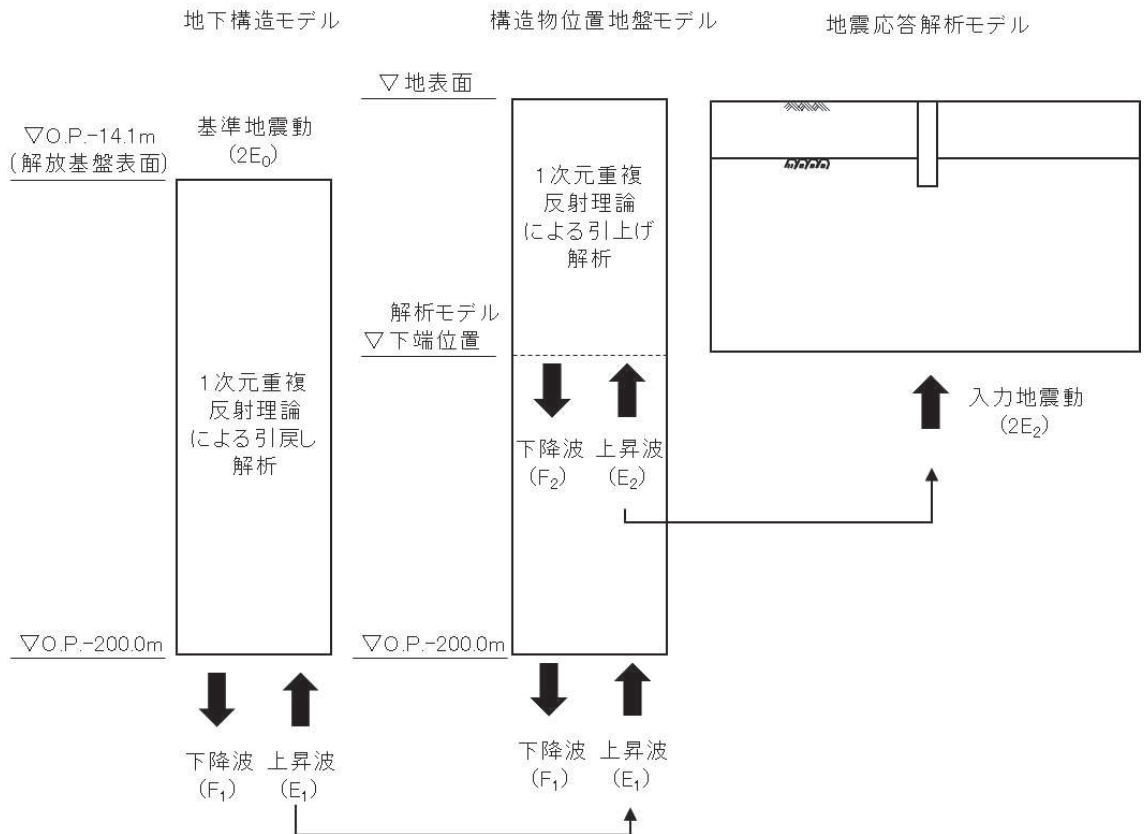 地下構造モデル
▽O.P.-14.1m
(解放基盤表面)
基準地震動
(2E₀)
1次元重複
反射理論
による引戻し
解析
▽O.P.-200.0m
下降波
(F₁)
上昇波
(E₁)
構造物位置地盤モデル
▽地表面
1次元重複
反射理論
による引上げ
解析
解析モデル
▽下端位置
下降波
(F₂)
上昇波
(E₂)
▽O.P.-200.0m
下降波
(F₁)
上昇波
(E₁)
地震応答解析モデル
入力地震動
(2E₂)